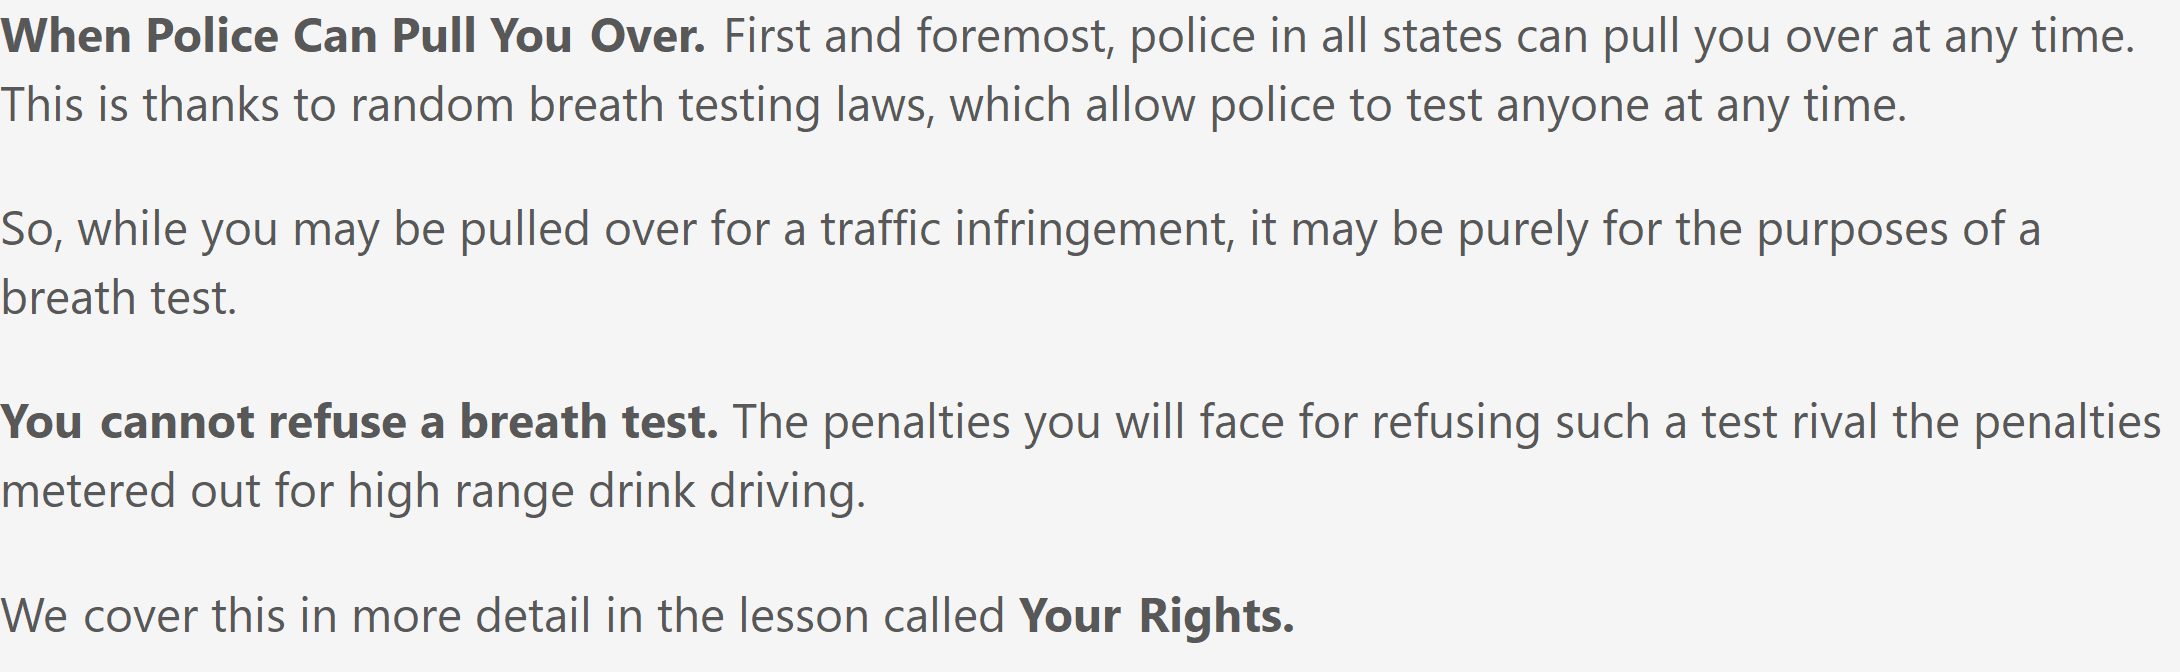 When Police Can Pull You Over. First and foremost, police in all states can pull you over at any time.
This is thanks to random breath testing laws, which allow police to test anyone at any time.
So, while you may be pulled over for a traffic infringement, it may be purely for the purposes of a
breath test.
You cannot refuse a breath test. The penalties you will face for refusing such a test rival the penalties
metered out for high range drink driving.
We cover this in more detail in the lesson called Your Rights.